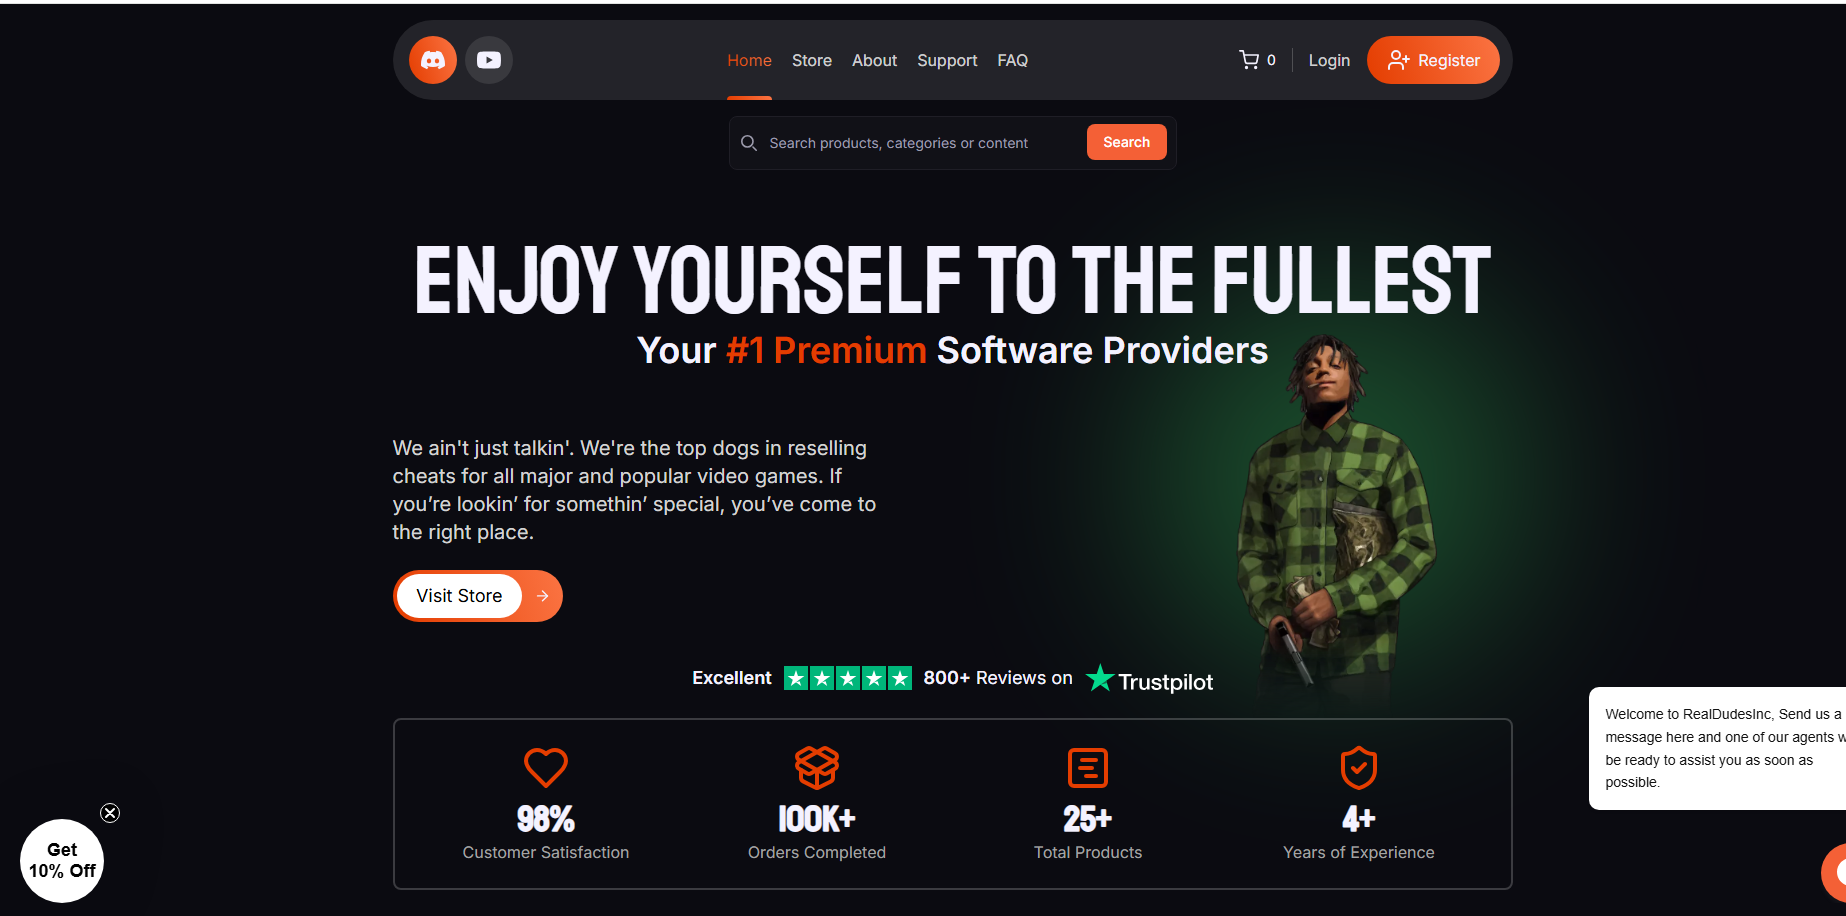 Home Store About Support FAQ 0 Login Register
Search products, categories or content Search
ENJOY YOURSELF TO THE FULLEST
Your #1 Premium Software Providers
We ain't just talkin'. We're the top dogs in reselling
cheats for all major and popular video games. If
you’re lookin’ for somethin’ special, you’ve come to
the right place.
Visit Store
Excellent 800+ Reviews on Trustpilot
98%
Customer Satisfaction
100K+
Orders Completed
25+
Total Products
4+
Years of Experience
Welcome to RealDudesInc, Send us a
message here and one of our agents w
be ready to assist you as soon as
possible.
Get
10% Off